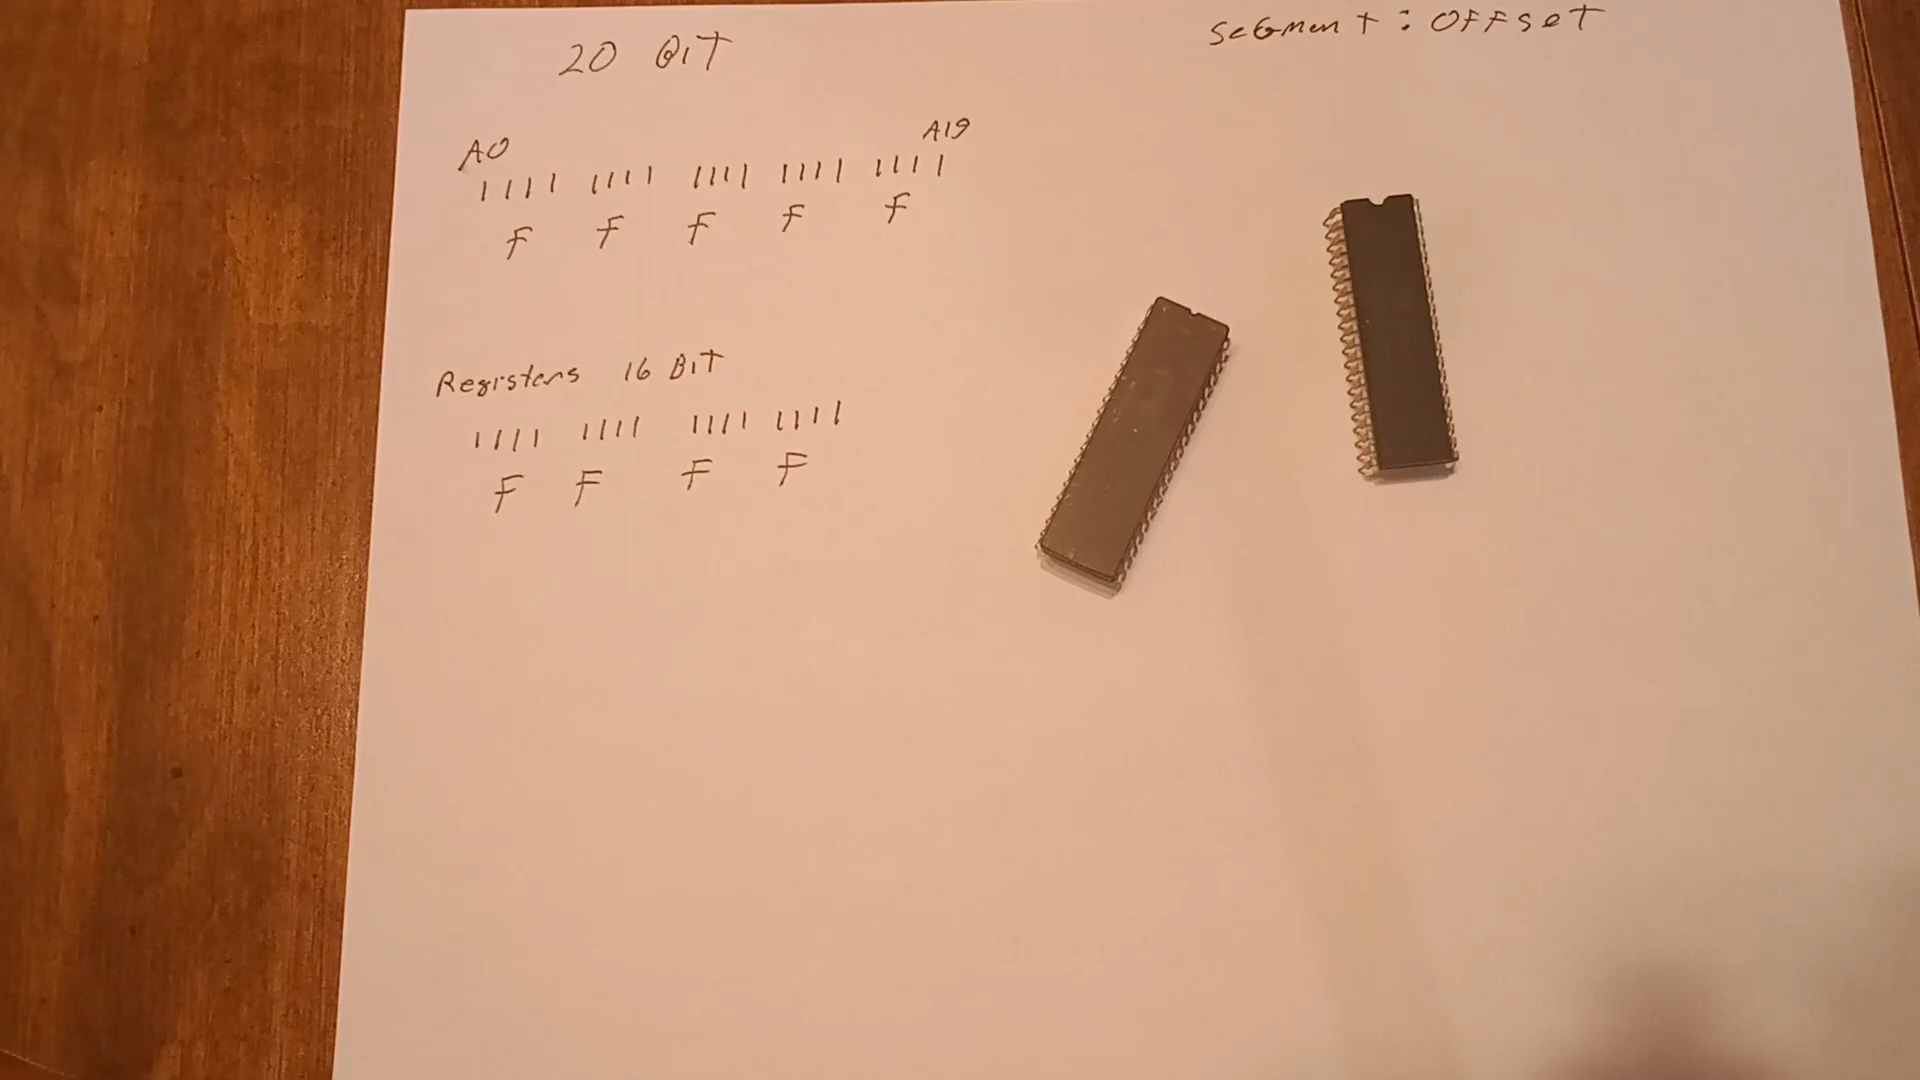 20 BIT
SEGMENT : OFFSET
A0 A19
1111 1111 1111 1111 1111
F F F F F
Registers 16 BIT
1111 1111 1111 1111
F F F F